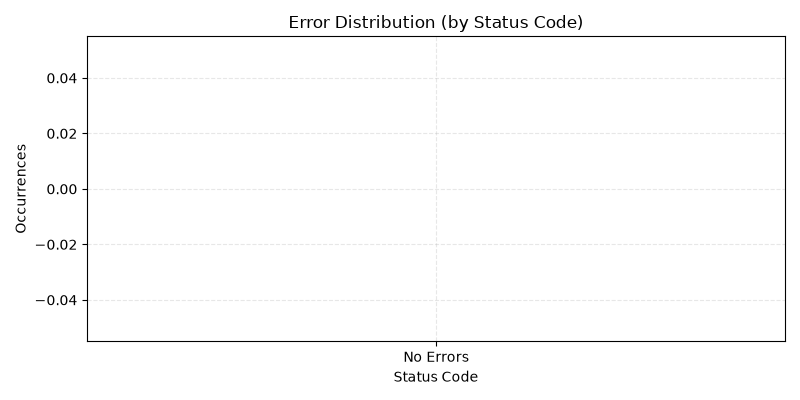 Error Distribution (by Status Code)
Occurrences
0.04
0.02
0.00
−0.02
−0.04
No Errors
Status Code